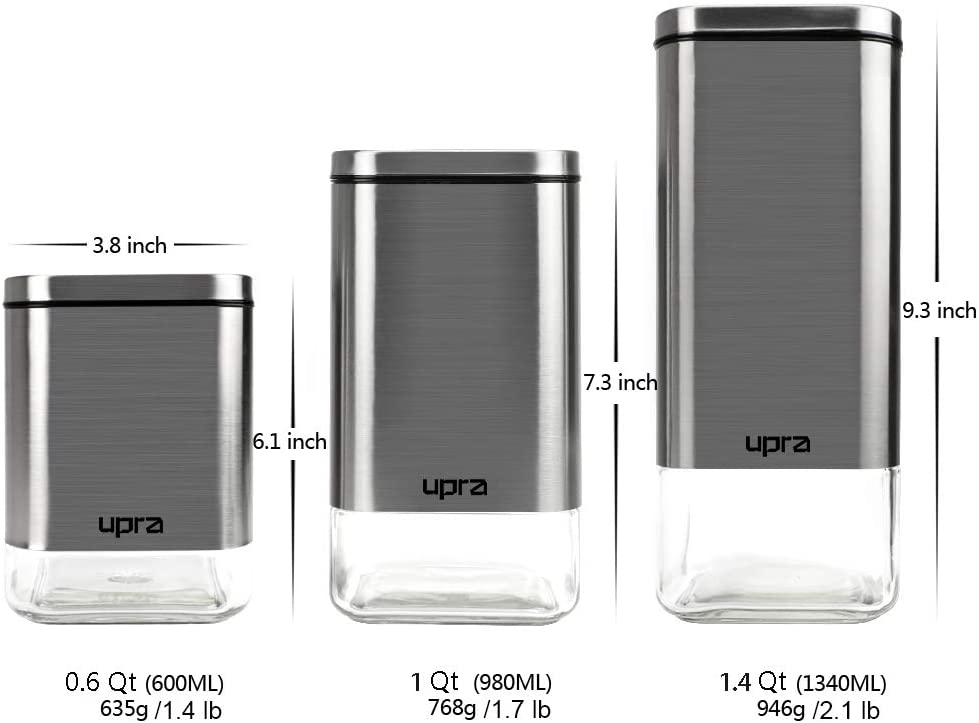 3.8 inch
6.1 inch
7.3 inch
9.3 inch
upra
upra
upra
0.6 Qt (600ML)
635g /1.4 lb
1 Qt (980ML)
768g /1.7 lb
1.4 Qt (1340ML)
946g /2.1 lb